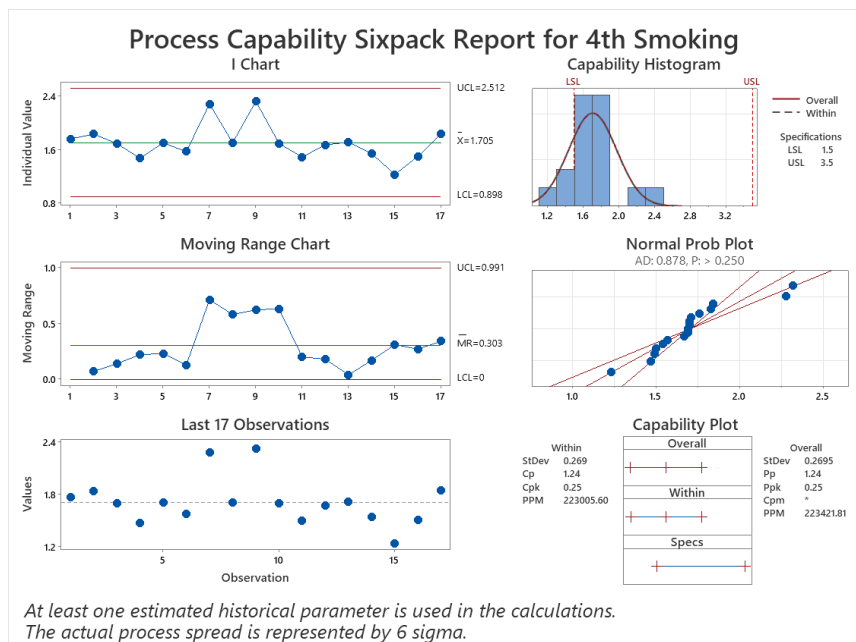 Process Capability Sixpack Report for 4th Smoking
I Chart
Individual Value
2.4
1.6
0.8
UCL=2.512
_
X=1.705
LCL=0.898
1 3 5 7 9 11 13 15 17
Capability Histogram
LSL USL
Overall
Within
Specifications
LSL 1.5
USL 3.5
1.2 1.6 2.0 2.4 2.8 3.2
Moving Range Chart
Moving Range
1.0
0.5
0.0
UCL=0.991
__
MR=0.303
LCL=0
1 3 5 7 9 11 13 15 17
Normal Prob Plot
AD: 0.878, P: > 0.250
1.0 1.5 2.0 2.5
Last 17 Observations
Values
2.4
1.8
1.2
5 10 15
Observation
Capability Plot
Within
StDev 0.269
Cp 1.24
Cpk 0.25
PPM 223005.60
Overall
Within
Specs
Overall
StDev 0.2695
Pp 1.24
Ppk 0.25
Cpm *
PPM 223421.81
At least one estimated historical parameter is used in the calculations.
The actual process spread is represented by 6 sigma.